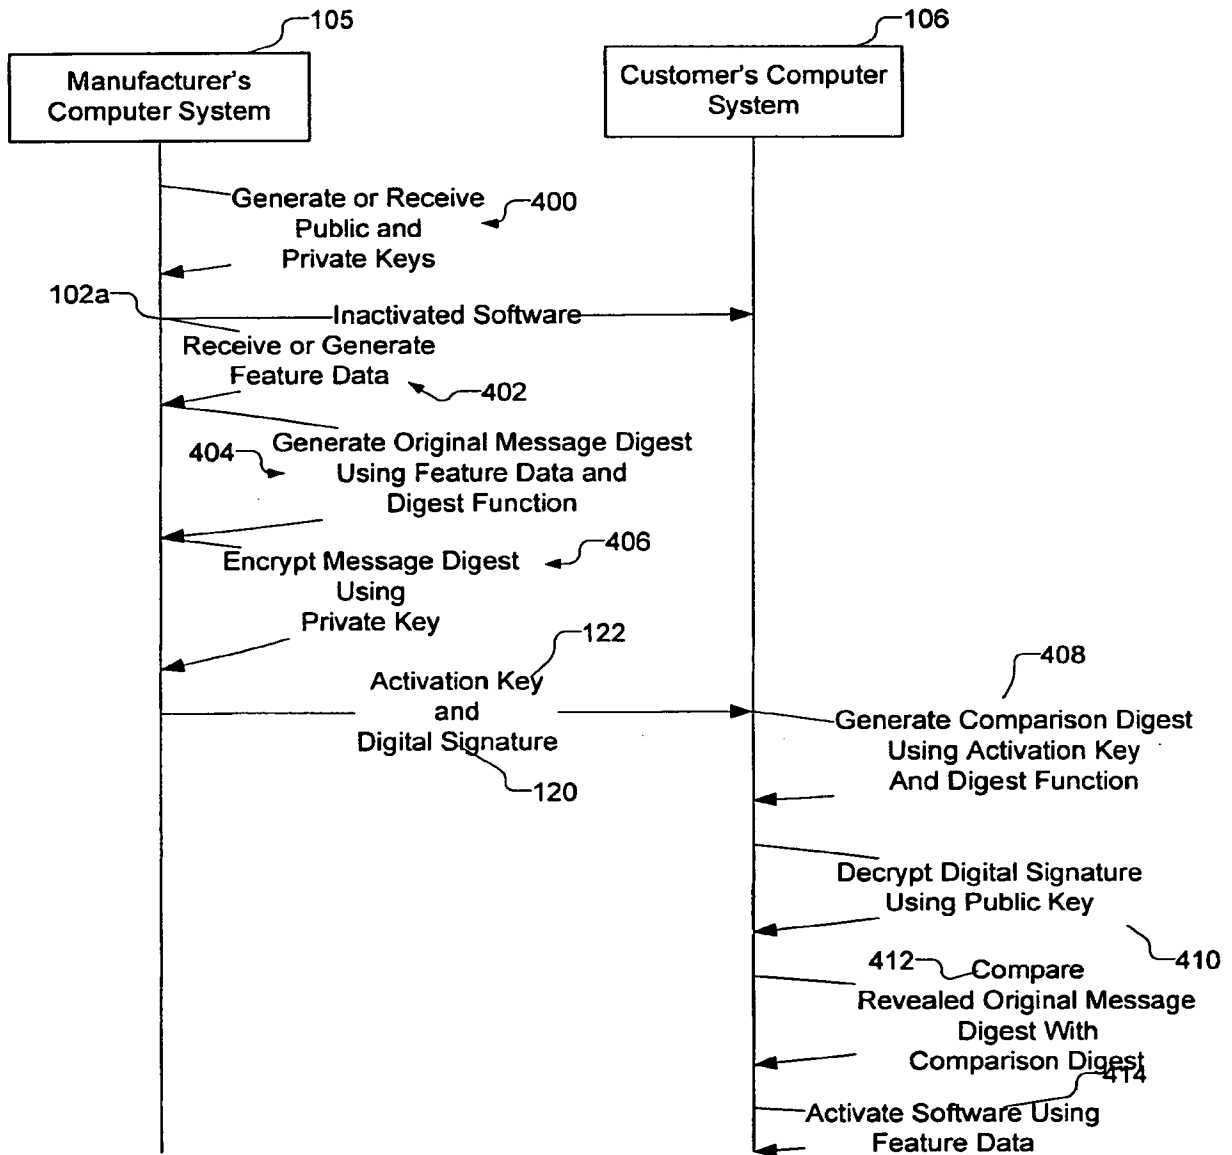 105
106
Manufacturer's
Computer System
Customer's Computer
System
Generate or Receive
Public and
Private Keys
400
102a
Inactivated Software
Receive or Generate
Feature Data
402
Generate Original Message Digest
Using Feature Data and
Digest Function
404
406
Encrypt Message Digest
Using
Private Key
122
Activation Key
and
Digital Signature
120
408
Generate Comparison Digest
Using Activation Key
And Digest Function
Decrypt Digital Signature
Using Public Key
410
412
Compare
Revealed Original Message
Digest With
Comparison Digest
414
Activate Software Using
Feature Data